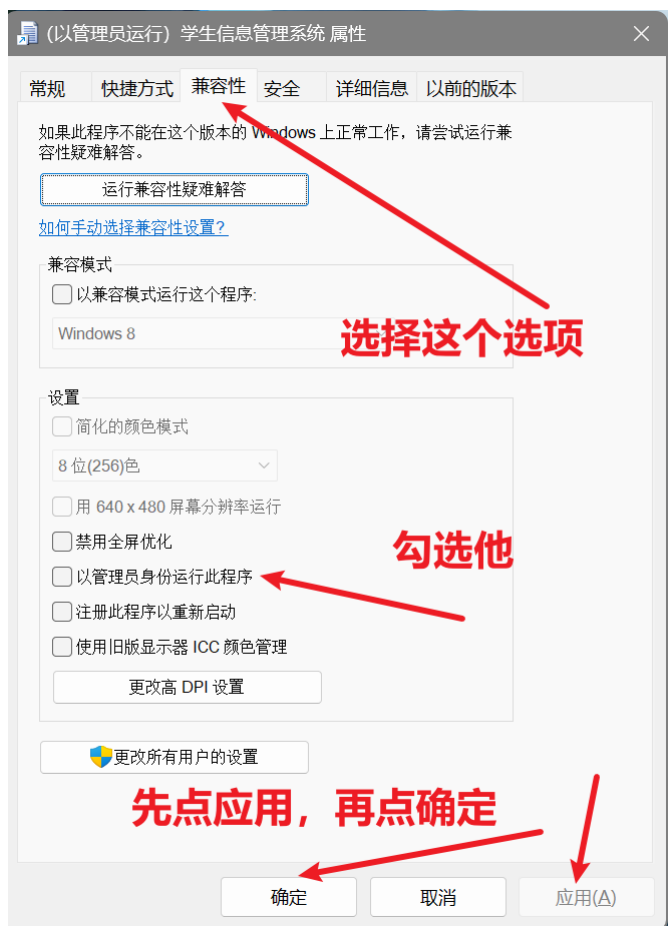 (以管理员运行) 学生信息管理系统 属性
常规 快捷方式 兼容性 安全 详细信息 以前的版本
如果此程序不能在这个版本的 Windows 上正常工作，请尝试运行兼
容性疑难解答。
运行兼容性疑难解答
如何手动选择兼容性设置?
兼容模式
以兼容模式运行这个程序:
Windows 8
选择这个选项
设置
简化的颜色模式
8 位(256)色
用 640 x 480 屏幕分辨率运行
禁用全屏优化
勾选他
以管理员身份运行此程序
注册此程序以重新启动
使用旧版显示器 ICC 颜色管理
更改高 DPI 设置
更改所有用户的设置
先点应用，再点确定
确定 取消 应用(A)